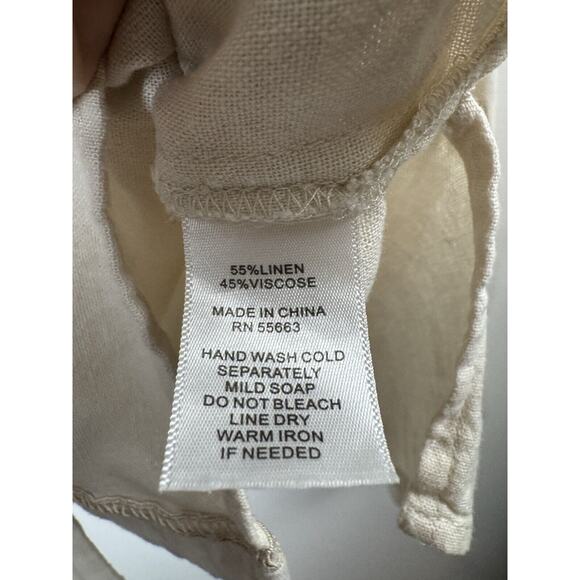 55%LINEN
45%VISCOSE
MADE IN CHINA
RN 55663
HAND WASH COLD
SEPARATELY
MILD SOAP
DO NOT BLEACH
LINE DRY
WARM IRON
IF NEEDED